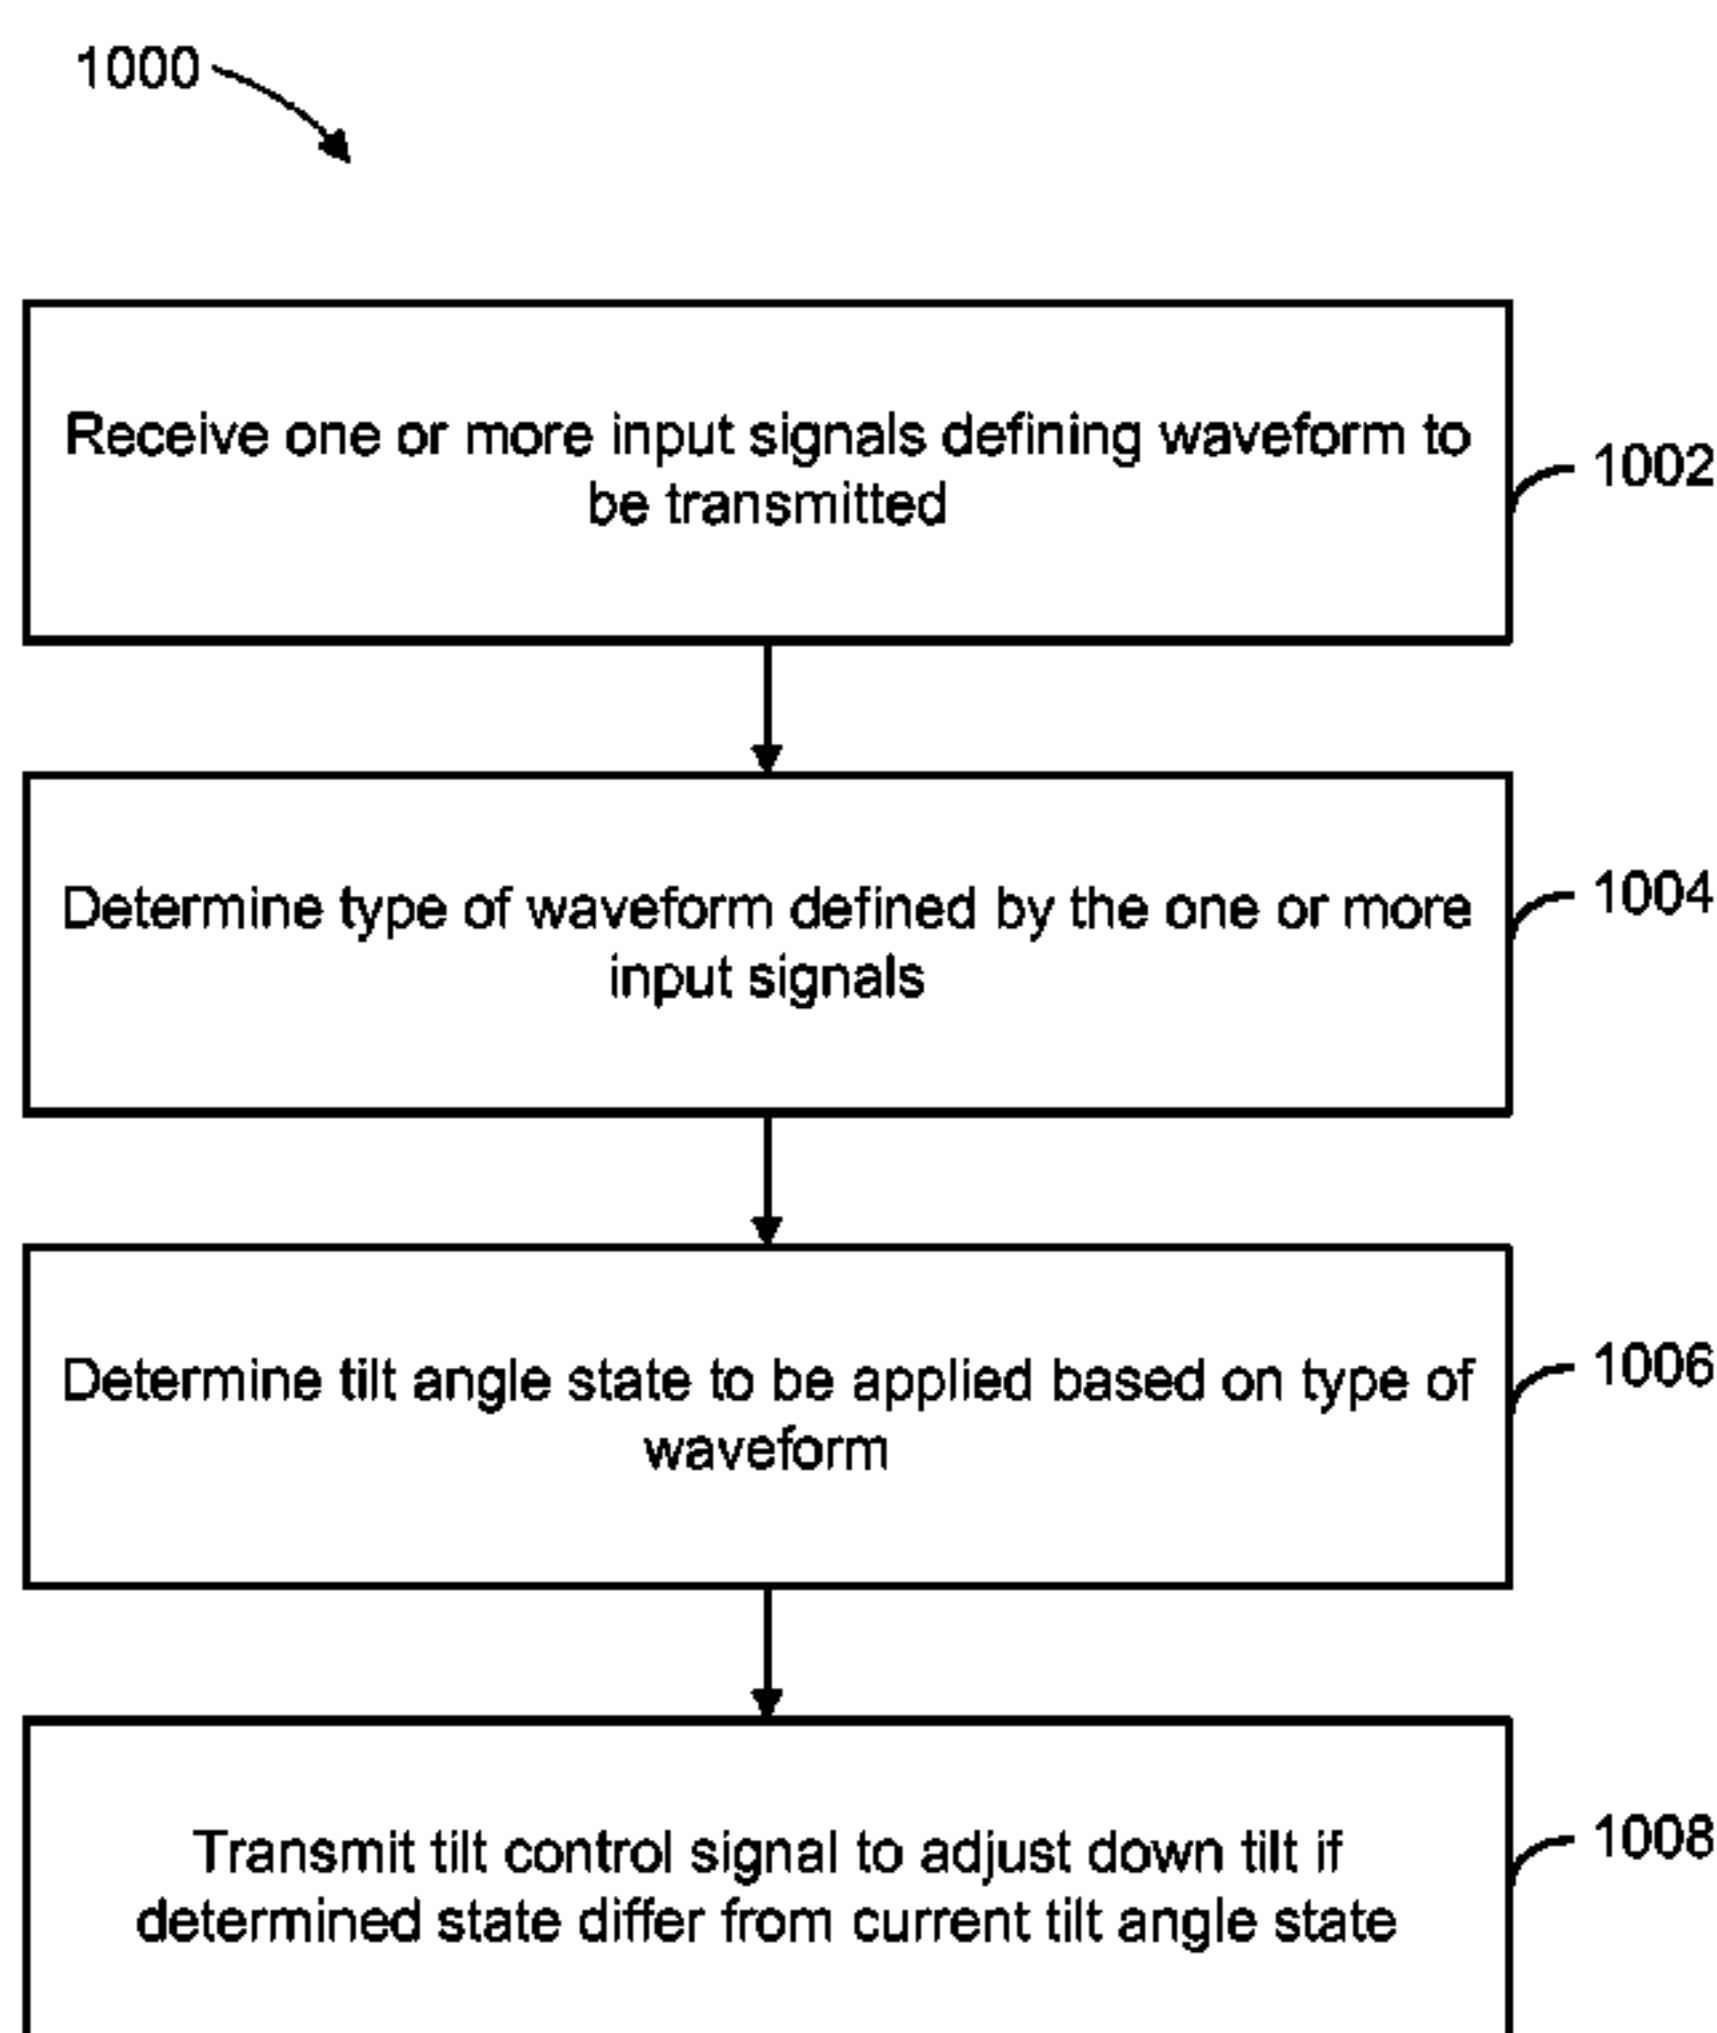 1000
Receive one or more input signals defining waveform to
be transmitted
1002
Determine type of waveform defined by the one or more
input signals
1004
Determine tilt angle state to be applied based on type of
waveform
1006
Transmit tilt control signal to adjust down tilt if
determined state differ from current tilt angle state
1008